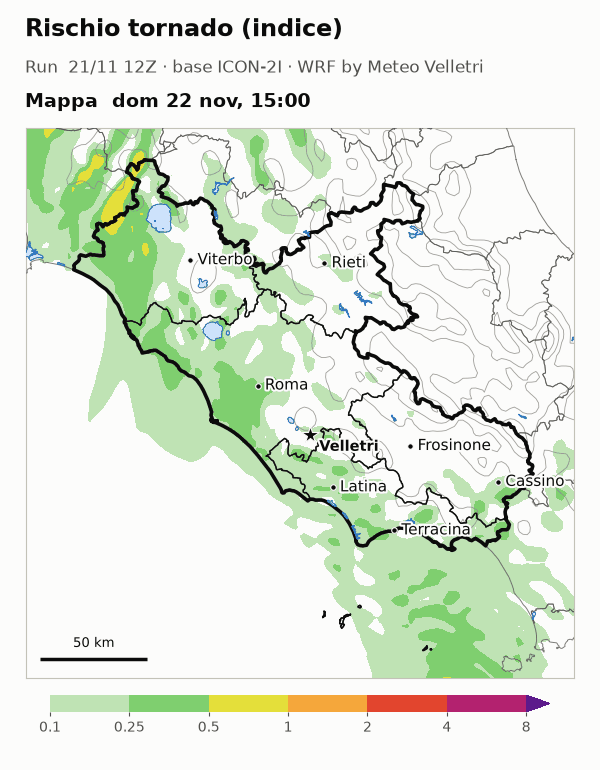 Rischio tornado (indice)
Run 21/11 12Z · base ICON-2I · WRF by Meteo Velletri
Mappa dom 22 nov, 15:00
Viterbo
Rieti
Roma
Velletri
Frosinone
Cassino
Latina
Terracina
50 km
0.1 0.25 0.5 1 2 4 8